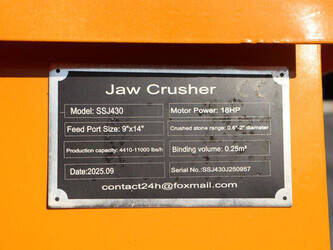 Jaw Crusher CE
Model: SSJ430 Motor Power: 18HP
Feed Port Size: 9"x14" Crushed stone range: 0.6"-2" diameter
Production capacity: 4410-11000 lbs/h Binding volume: 0.25m³
Date:2025.09 Serial No.:SSJ430J250957
contact24h@foxmail.com